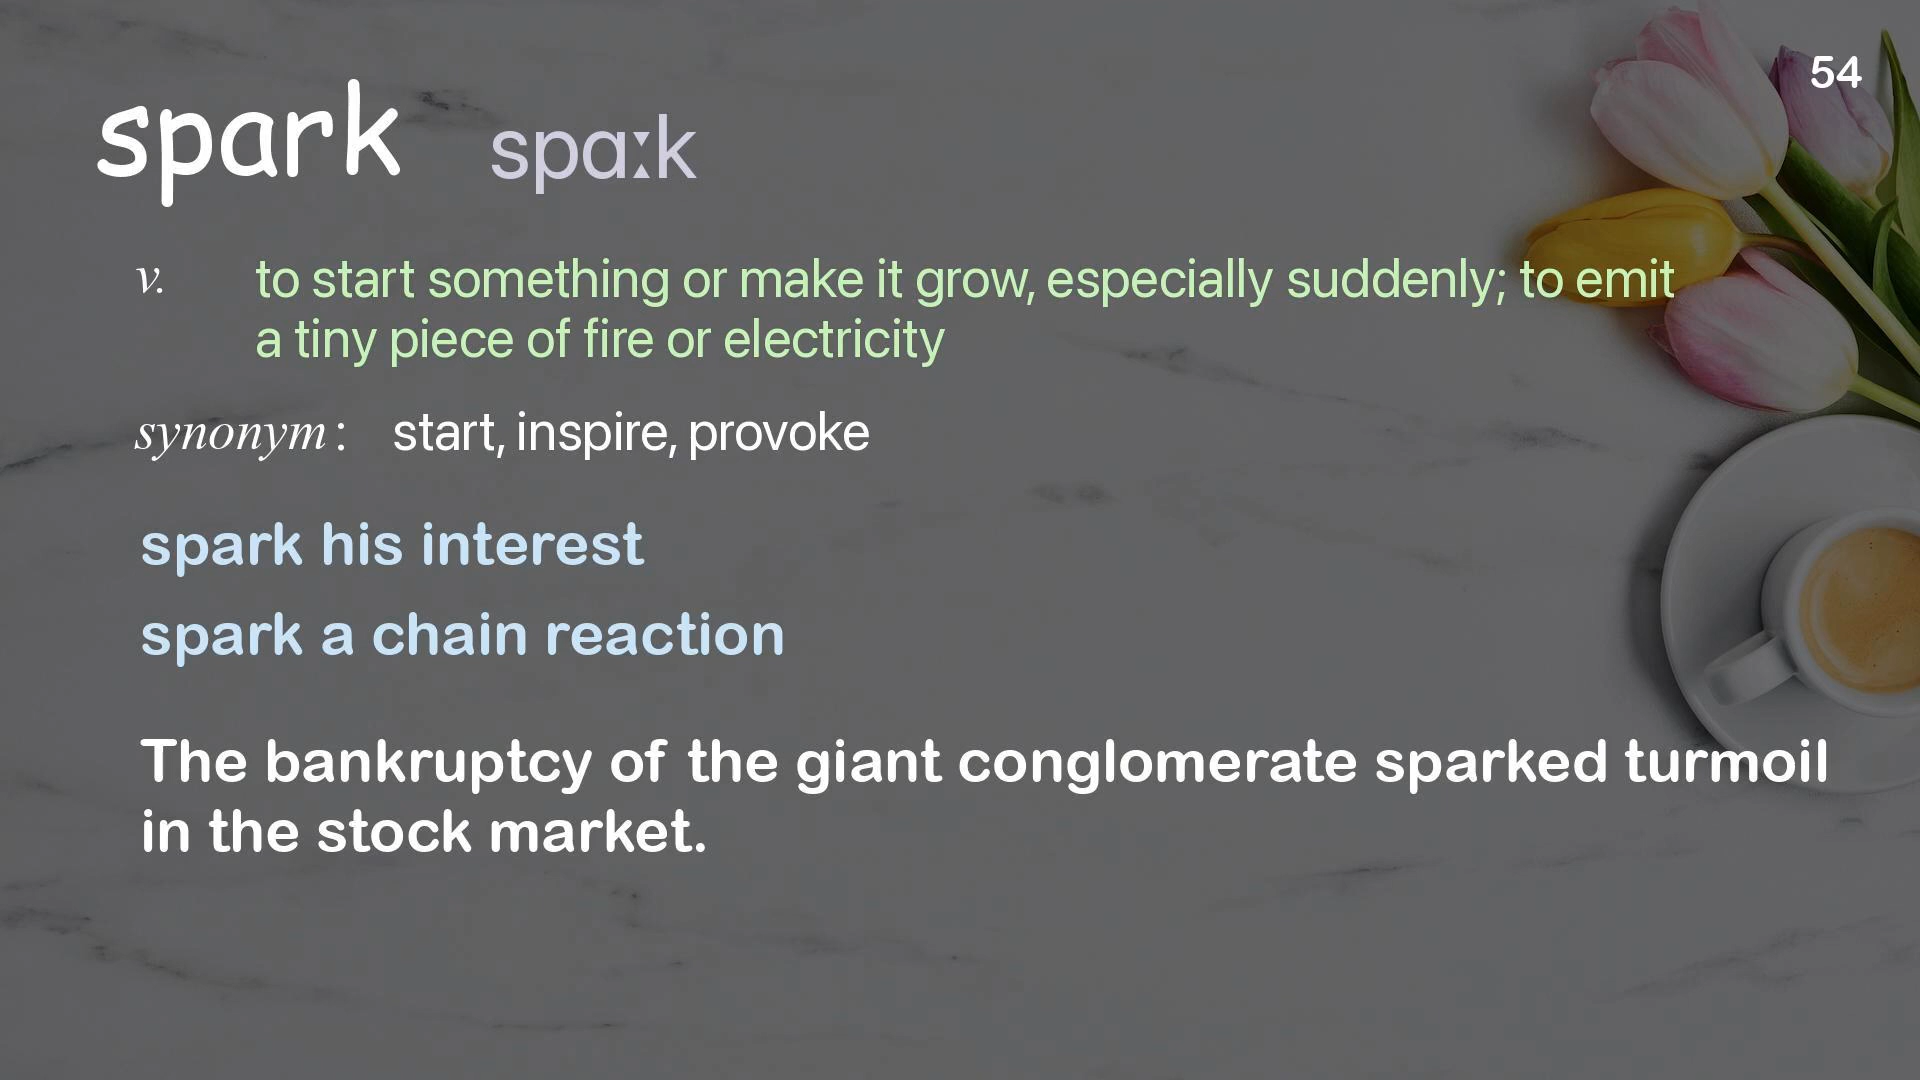 54
spark spɑːk
v. to start something or make it grow, especially suddenly; to emit
a tiny piece of fire or electricity
synonym : start, inspire, provoke
spark his interest
spark a chain reaction
The bankruptcy of the giant conglomerate sparked turmoil
in the stock market.